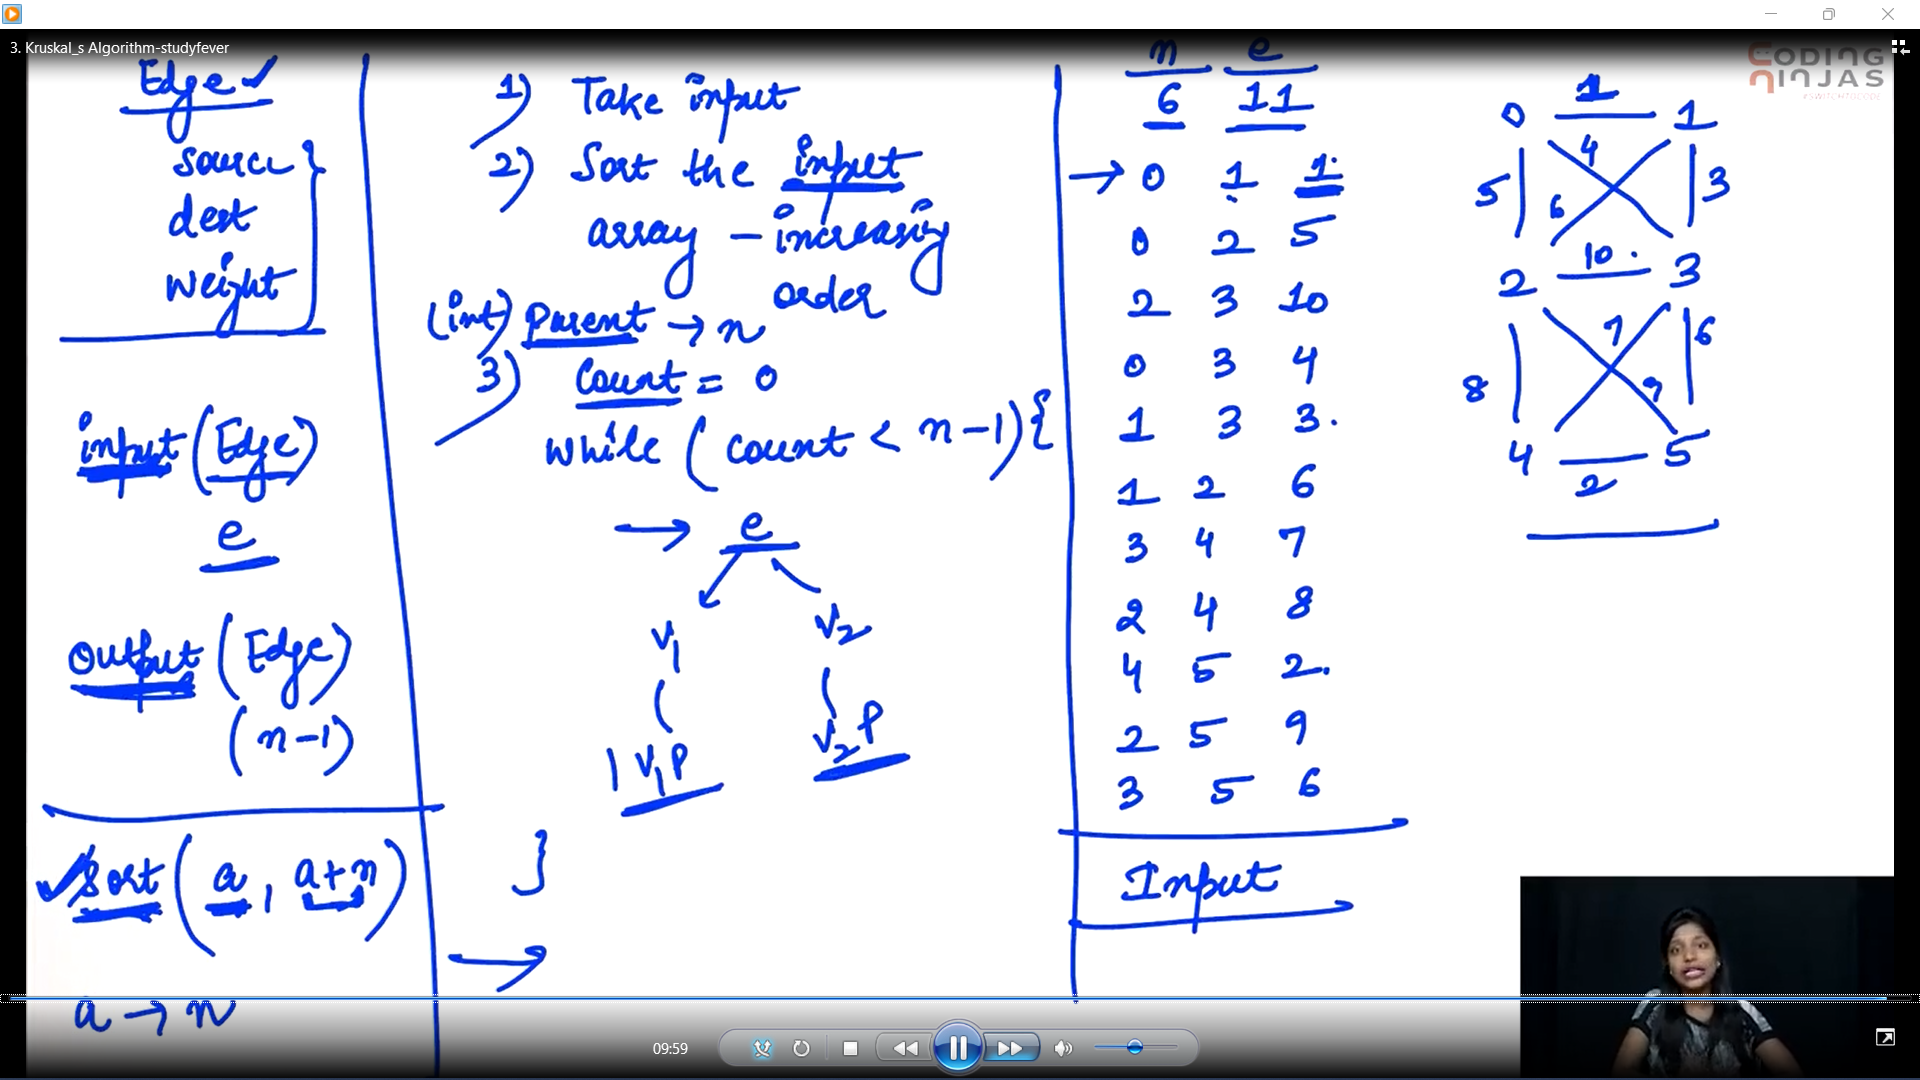 3. Kruskal_s Algorithm-studyfever
CODING
NINJAS
Edge
source
dest
weight
input (Edge)
e
output (Edge)
(n-1)
Sort (a, a+n)
a → n
1) Take input
2) Sort the input
array - increasing
order
(int) parent → n
3) count = 0
while (count < n-1) {
→ e
v1 v2
v1p v2p
}
→
n e
6 11
→ 0 1 1.
0 2 5
2 3 10
0 3 4
1 3 3.
1 2 6
3 4 7
2 4 8
4 5 2.
2 5 9
3 5 6
Input
0 1 1
4
5 6 3
2 10. 3
7 6
8 9
4 5
2
09:59